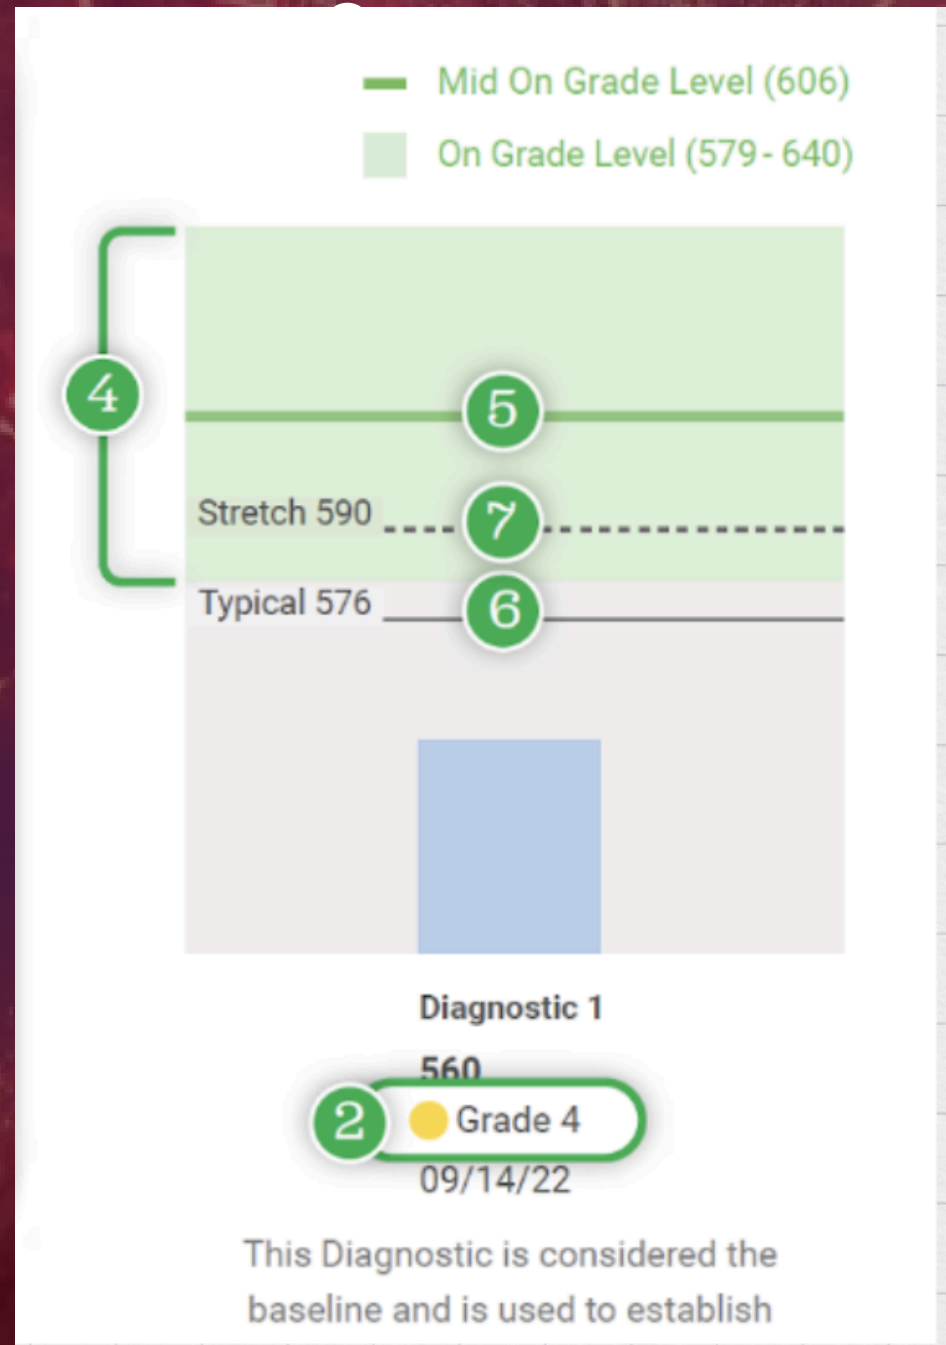 Mid On Grade Level (606)
On Grade Level (579 - 640)
4
5
Stretch 590
7
Typical 576
6
Diagnostic 1
560
2 Grade 4
09/14/22
This Diagnostic is considered the
baseline and is used to establish